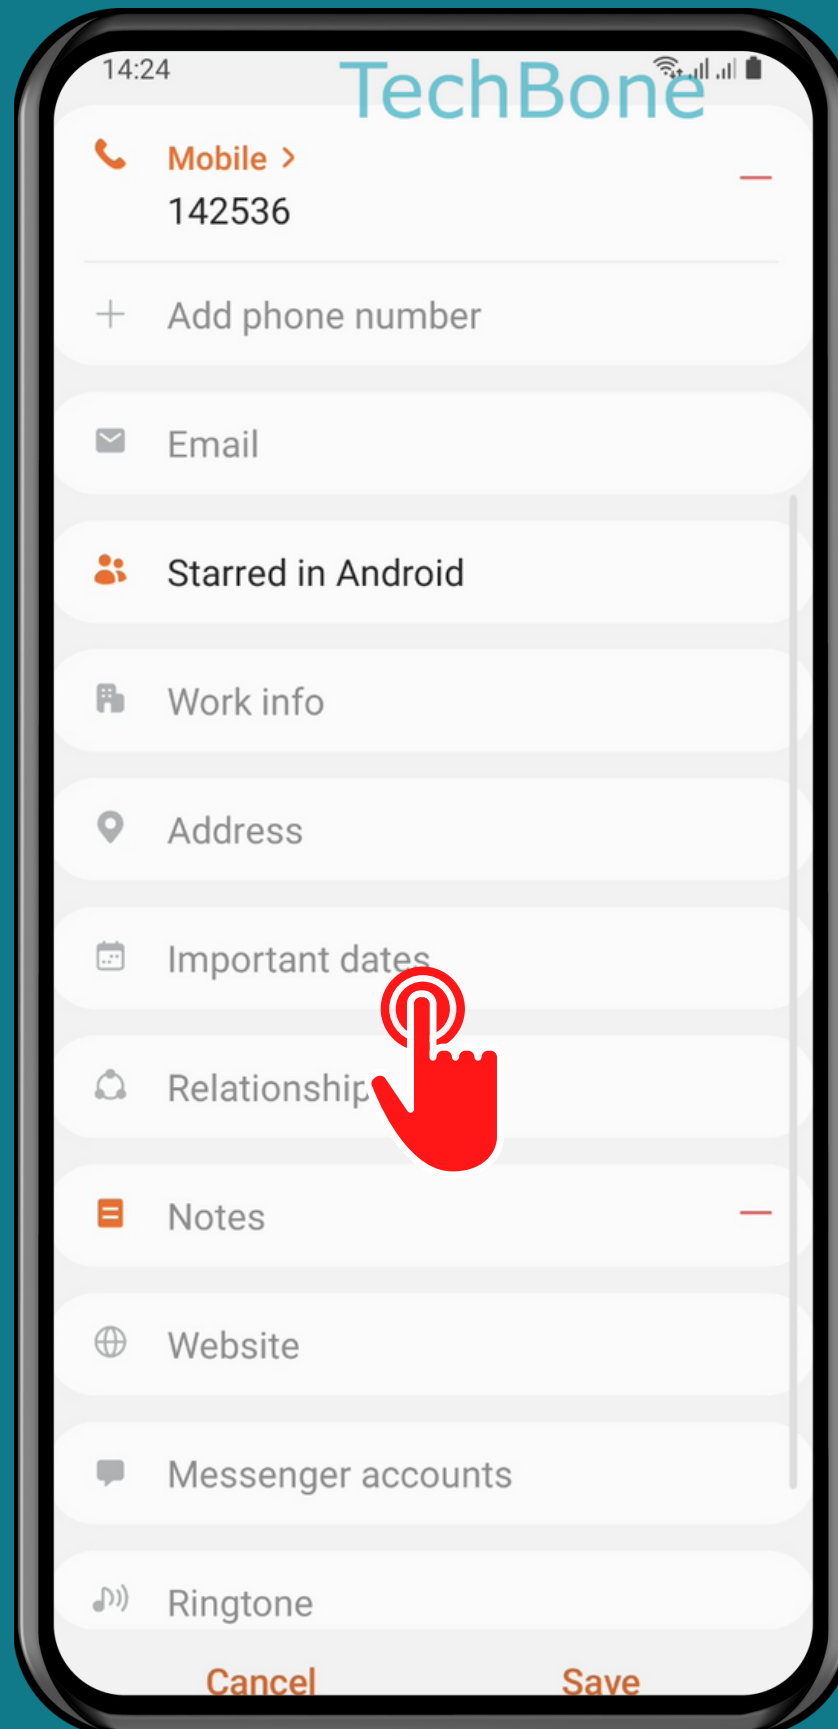 14:24
TechBone
Mobile >
142536
Add phone number
Email
Starred in Android
Work info
Address
Important dates
Relationship
Notes
Website
Messenger accounts
Ringtone
Cancel Save